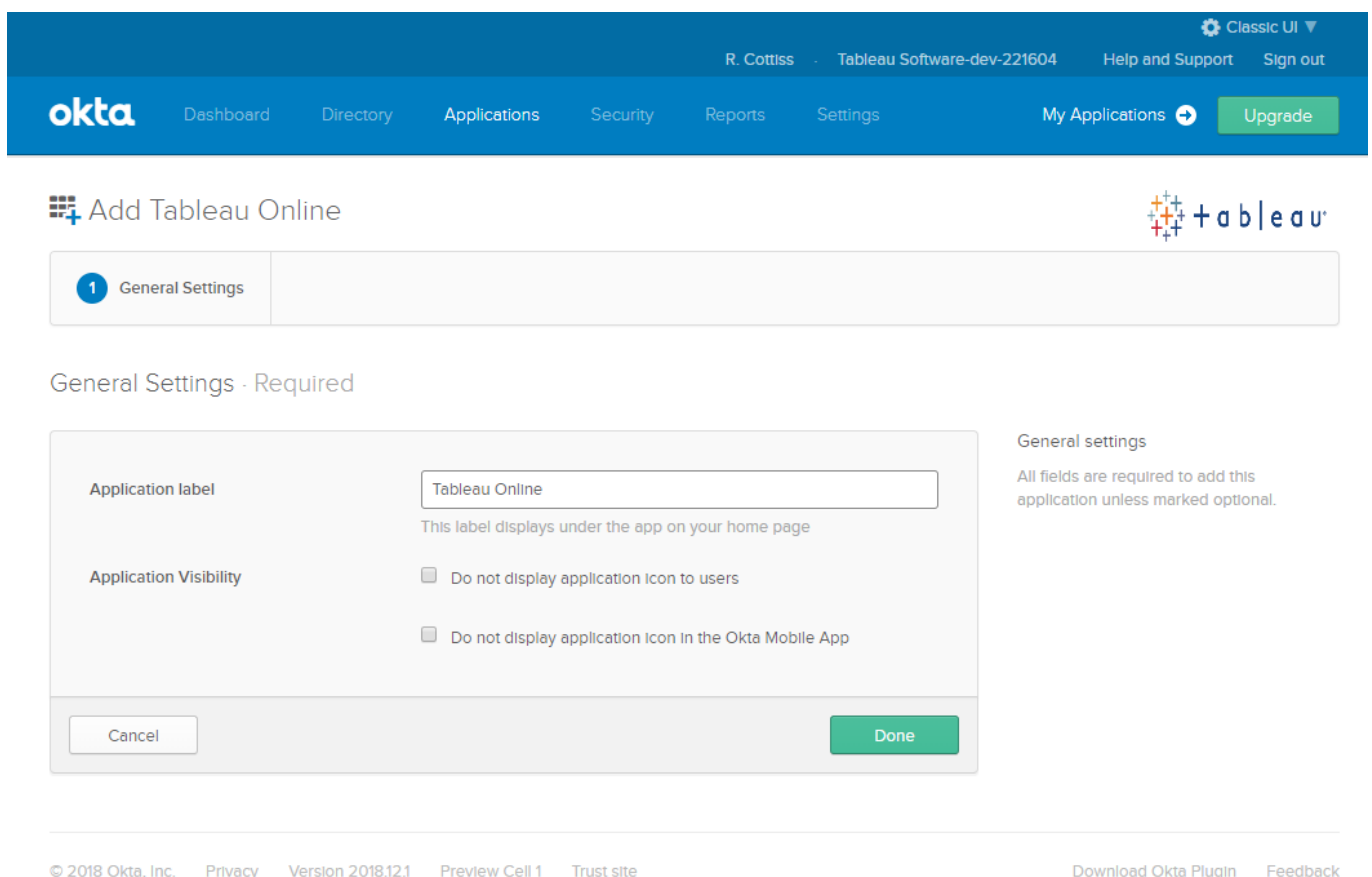 Classic UI ▼
R. Cottiss · Tableau Software-dev-221604 Help and Support Sign out
okta Dashboard Directory Applications Security Reports Settings My Applications Upgrade
Add Tableau Online
+ a b | e a u
1 General Settings
General Settings · Required
General settings
All fields are required to add this
application unless marked optional.
Application label Tableau Online
This label displays under the app on your home page
Application Visibility Do not display application icon to users
Do not display application icon in the Okta Mobile App
Cancel Done
© 2018 Okta, Inc. Privacy Version 2018.12.1 Preview Cell 1 Trust site Download Okta Plugin Feedback